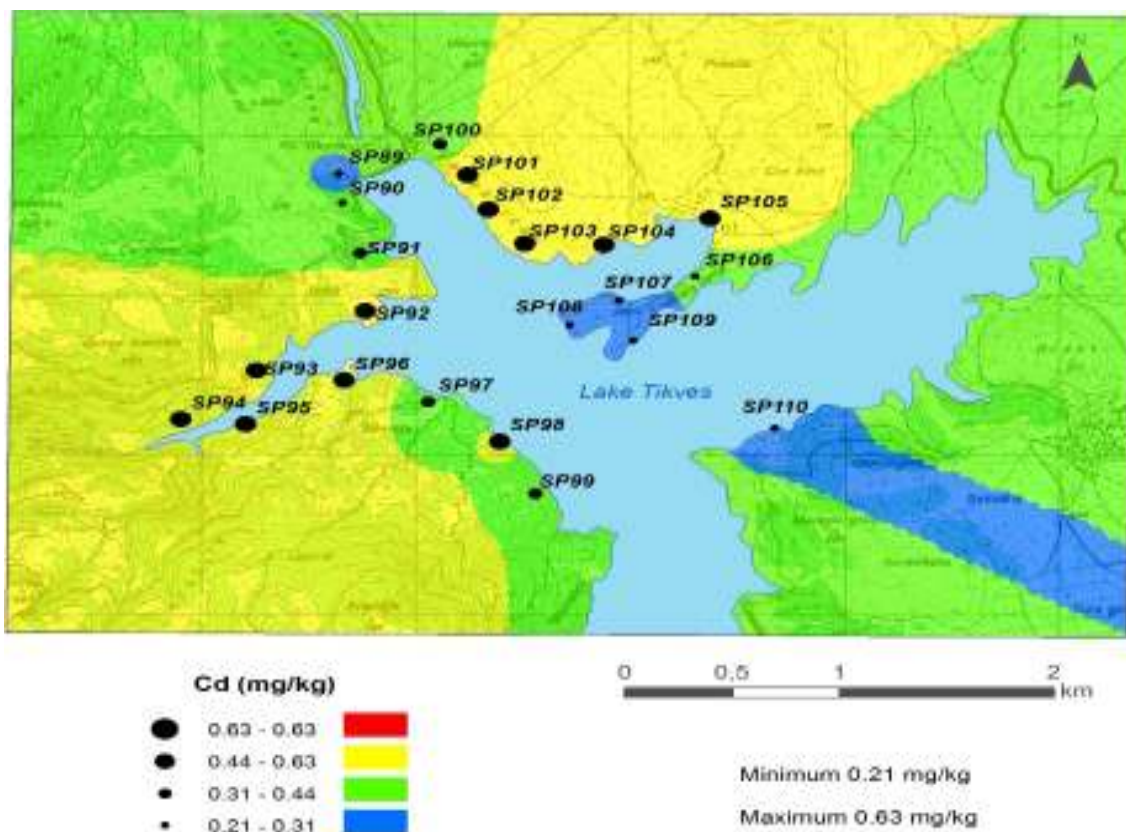 N
SP100
SP89
SP101
SP90
SP102
SP105
SP103
SP104
SP91
SP106
SP107
SP92
SP108
SP109
SP93
SP96
Lake Tikves
SP97
SP94
SP95
SP110
SP98
SP99
Cd (mg/kg)
0.63 - 0.63
0.44 - 0.63
0.31 - 0.44
0.21 - 0.31
0 0,5 1 2
km
Minimum 0.21 mg/kg
Maximum 0.63 mg/kg